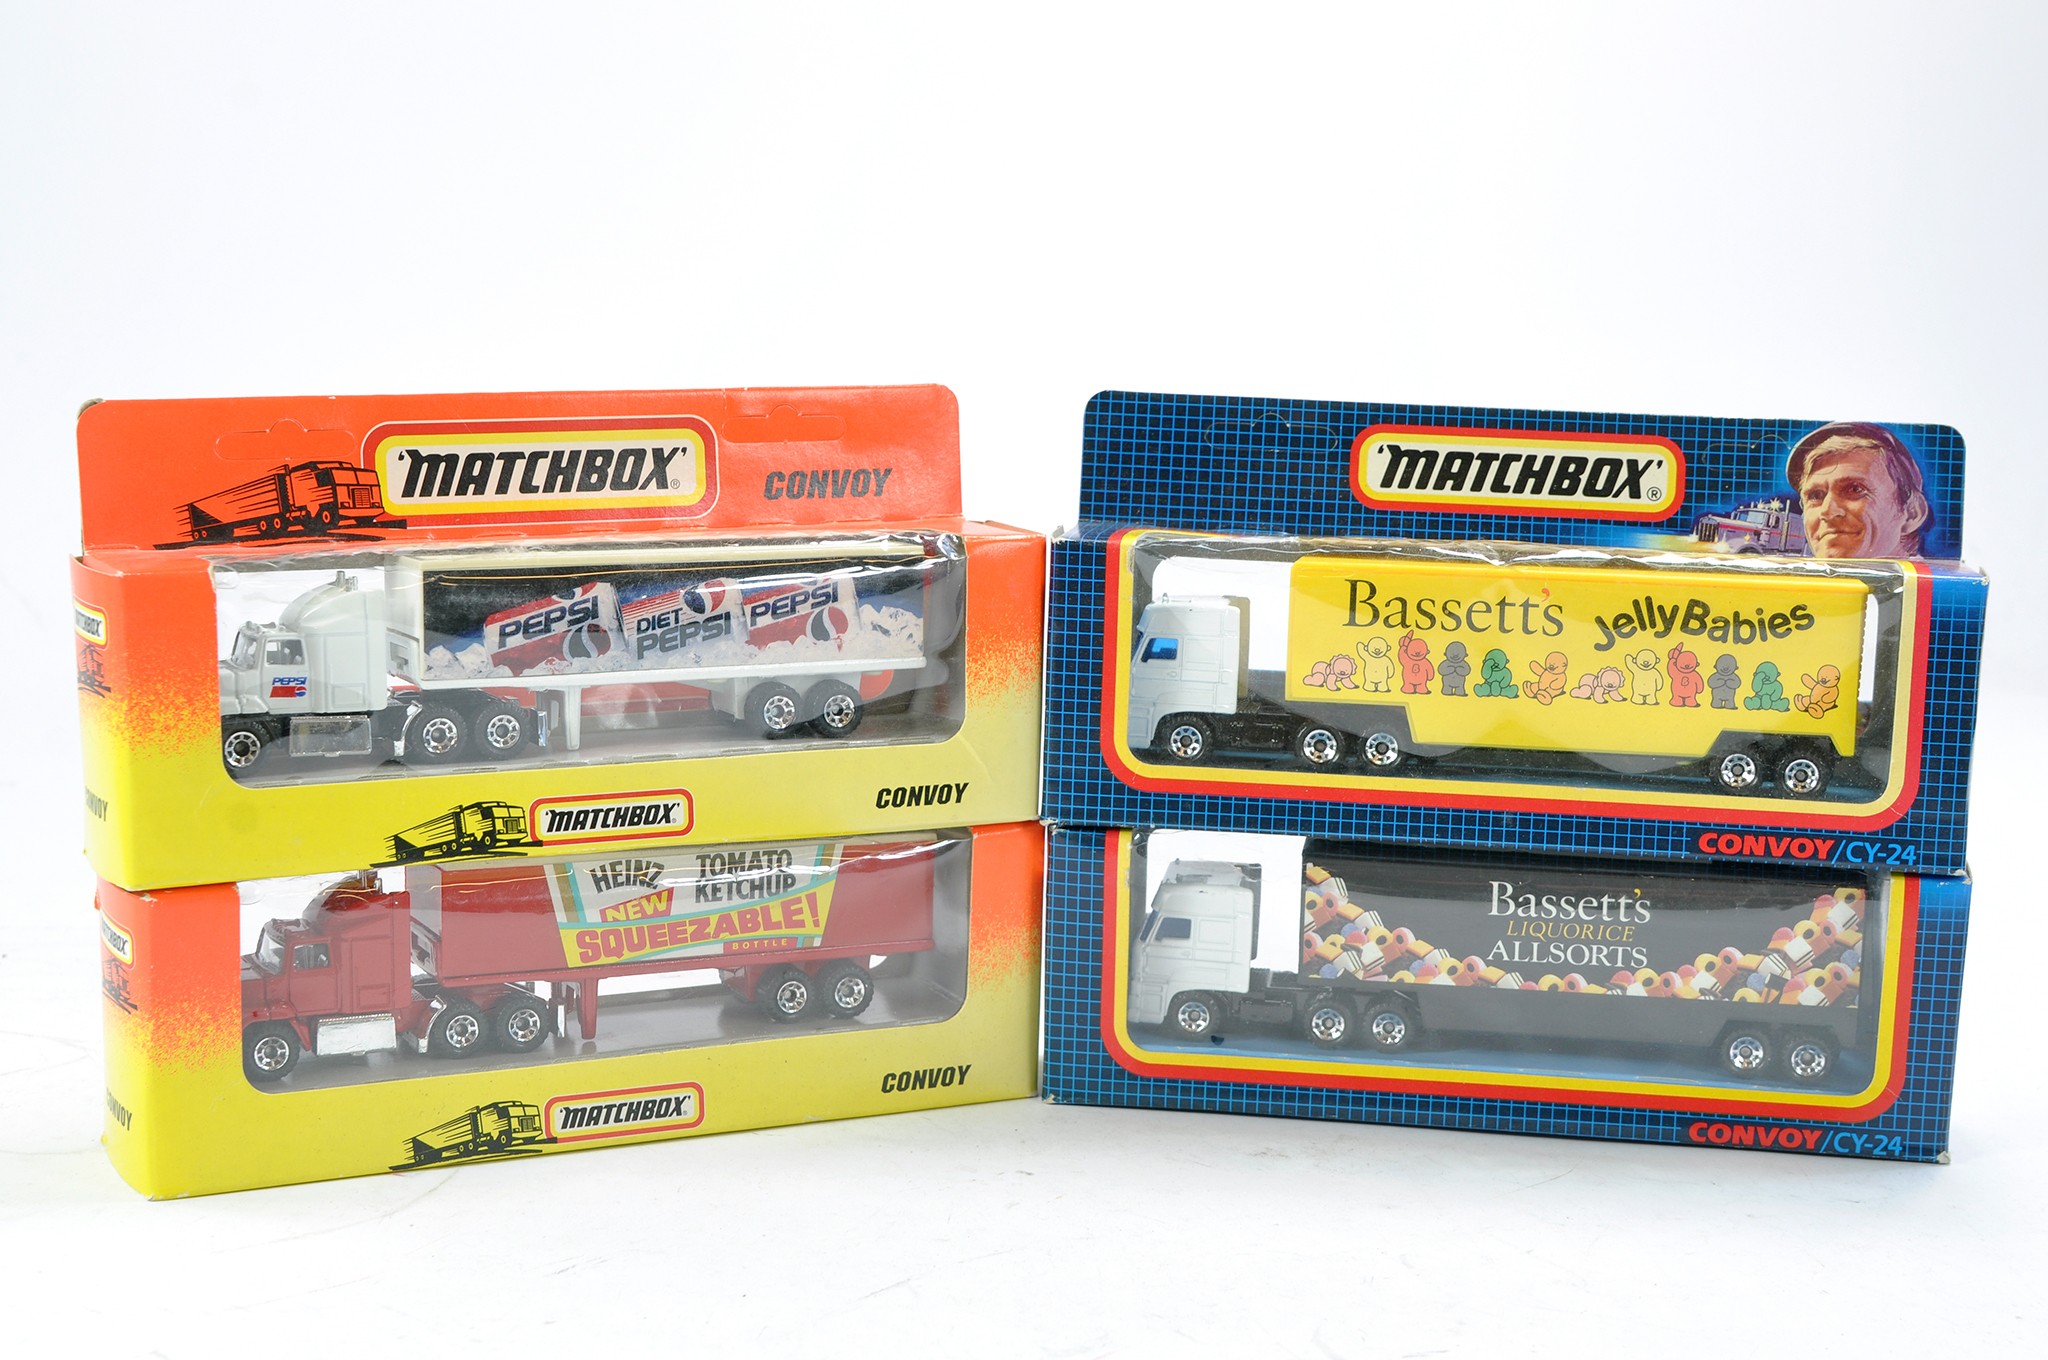 'MATCHBOX'®
CONVOY
PEPSI
DIET PEPSI
PEPSI
PEPSI
CONVOY
'MATCHBOX'®
CONVOY
HEINZ
TOMATO KETCHUP
NEW
SQUEEZABLE!
BOTTLE
CONVOY
'MATCHBOX'®
'MATCHBOX'®
Bassett's
JellyBabies
CONVOY/CY-24
Bassett's
LIQUORICE
ALLSORTS
CONVOY/CY-24